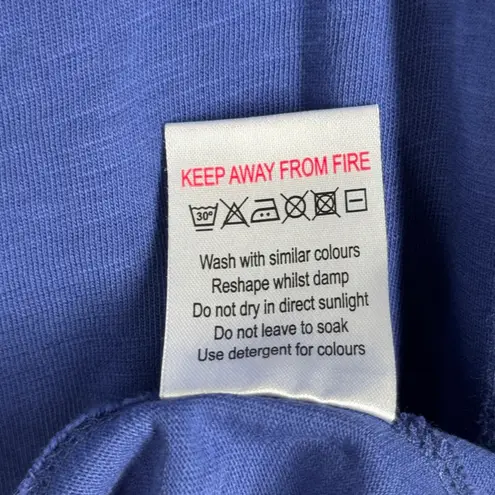 KEEP AWAY FROM FIRE
30°
Wash with similar colours
Reshape whilst damp
Do not dry in direct sunlight
Do not leave to soak
Use detergent for colours